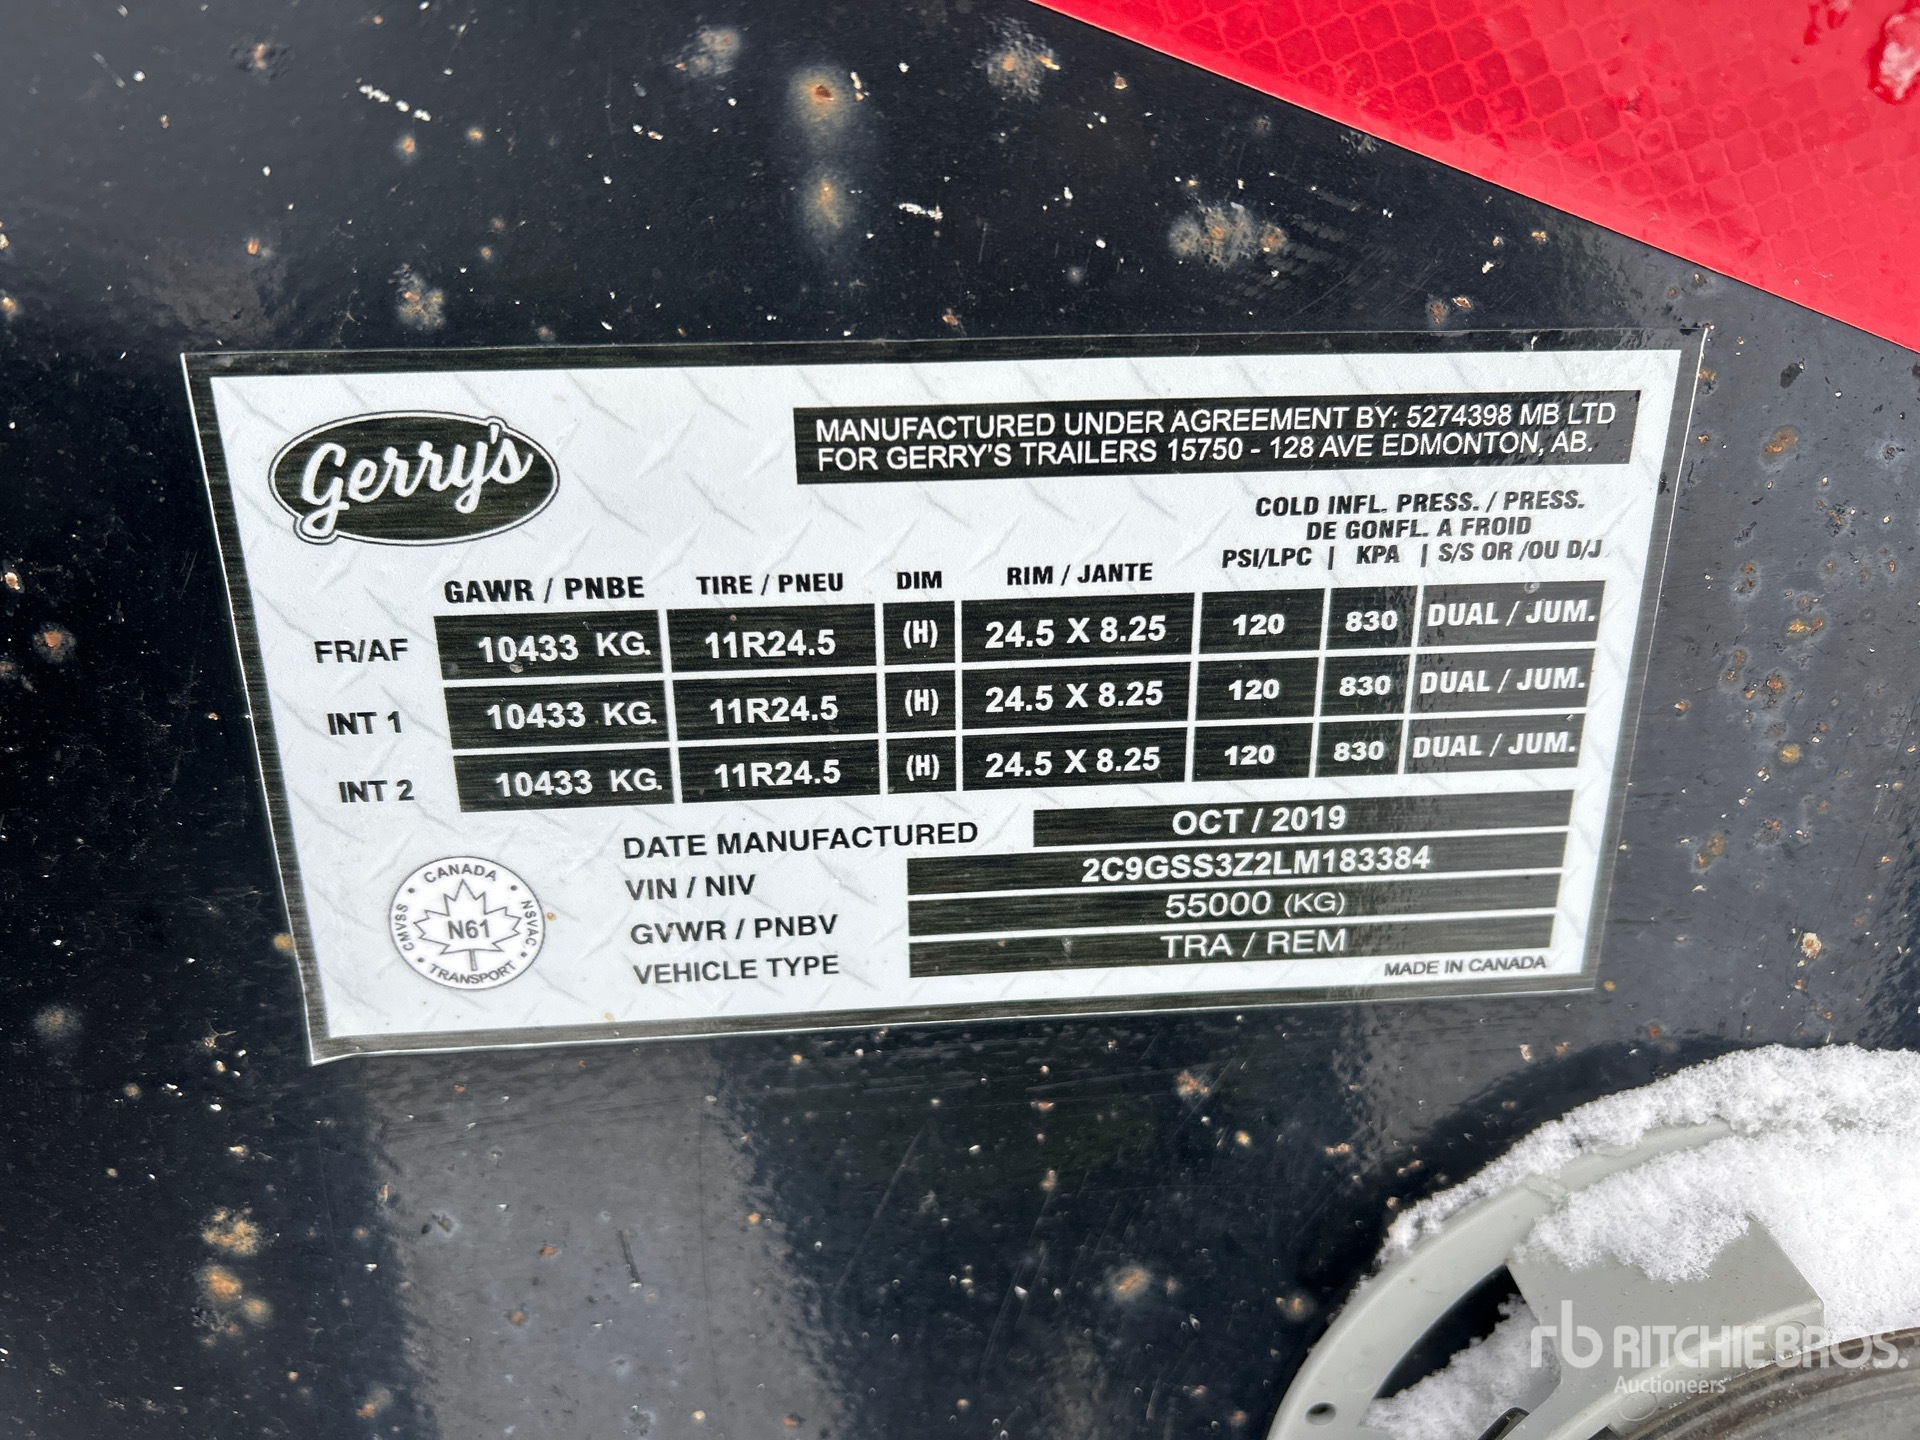 Gerry's
MANUFACTURED UNDER AGREEMENT BY: 5274398 MB LTD
FOR GERRY'S TRAILERS 15750 - 128 AVE EDMONTON, AB.
COLD INFL. PRESS. / PRESS.
DE GONFL. A FROID
GAWR / PNBE TIRE / PNEU DIM RIM / JANTE PSI/LPC | KPA | S/S OR /OU D/J
FR/AF 10433 KG. 11R24.5 (H) 24.5 X 8.25 120 830 DUAL / JUM.
INT 1 10433 KG. 11R24.5 (H) 24.5 X 8.25 120 830 DUAL / JUM.
INT 2 10433 KG. 11R24.5 (H) 24.5 X 8.25 120 830 DUAL / JUM.
DATE MANUFACTURED OCT / 2019
VIN / NIV 2C9GSS3Z2LM183384
GVWR / PNBV 55000 (KG)
VEHICLE TYPE TRA / REM
MADE IN CANADA
CANADA
CMVSS
N61
NSVAC
TRANSPORT
rb RITCHIE BROS.
Auctioneers